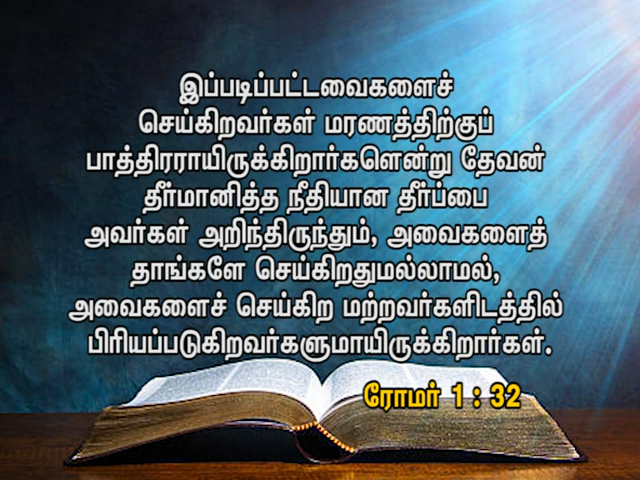 இப்படிப்பட்டவைகளைச்
செய்கிறவர்கள் மரணத்திற்குப்
பாத்திரராயிருக்கிறார்களென்று தேவன்
தீர்மானித்த நீதியான தீர்ப்பை
அவர்கள் அறிந்திருந்தும், அவைகளைத்
தாங்களே செய்கிறதுமல்லாமல்,
அவைகளைச் செய்கிற மற்றவர்களிடத்தில்
பிரியப்படுகிறவர்களுமாயிருக்கிறார்கள்.
ரோமர் 1 : 32